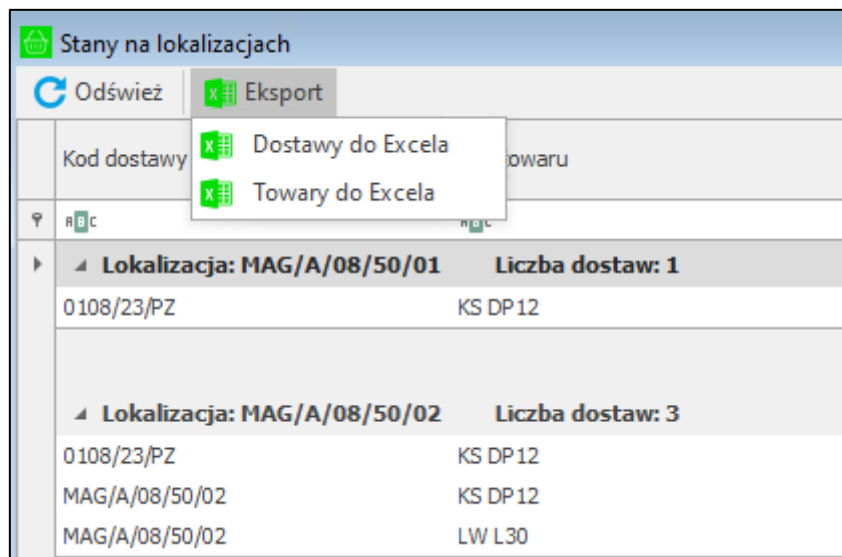 Stany na lokalizacjach
Odśwież Eksport
Dostawy do Excela
Kod dostawy towaru
Towary do Excela
Lokalizacja: MAG/A/08/50/01 Liczba dostaw: 1
0108/23/PZ KS DP12
Lokalizacja: MAG/A/08/50/02 Liczba dostaw: 3
0108/23/PZ KS DP12
MAG/A/08/50/02 KS DP12
MAG/A/08/50/02 LW L30